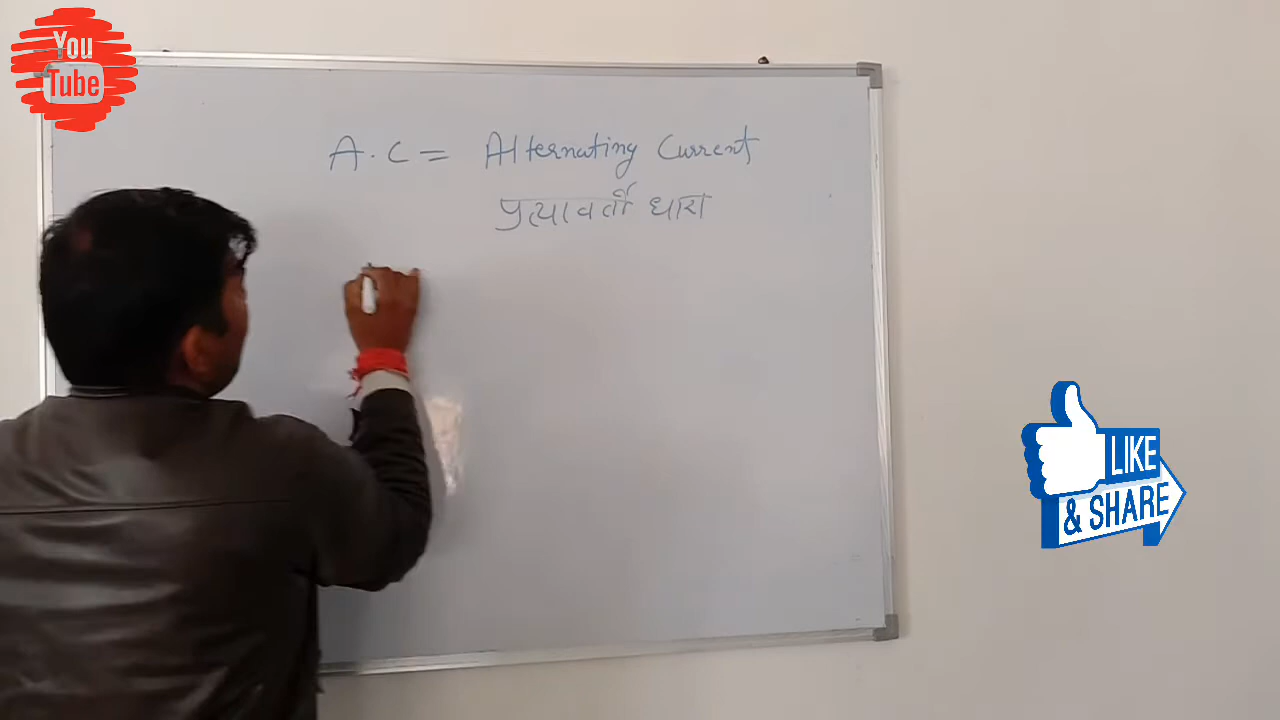 You
Tube
A.C = Alternating Current
प्रत्यावर्ती धारा
LIKE
& SHARE